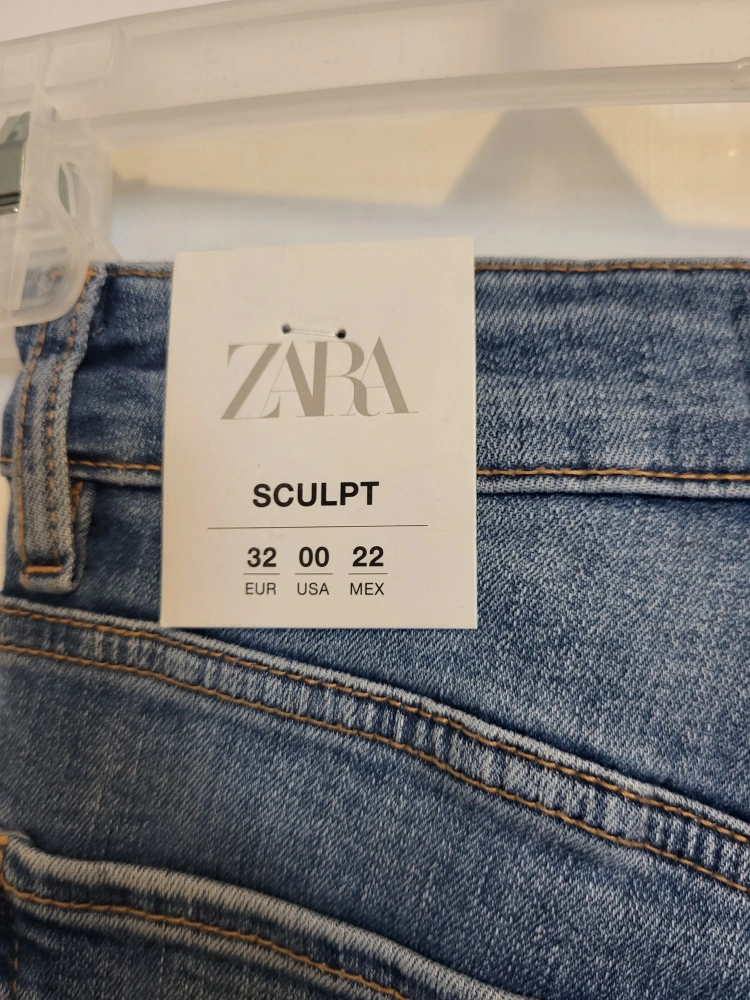 ZARA
SCULPT
32 00 22
EUR USA MEX